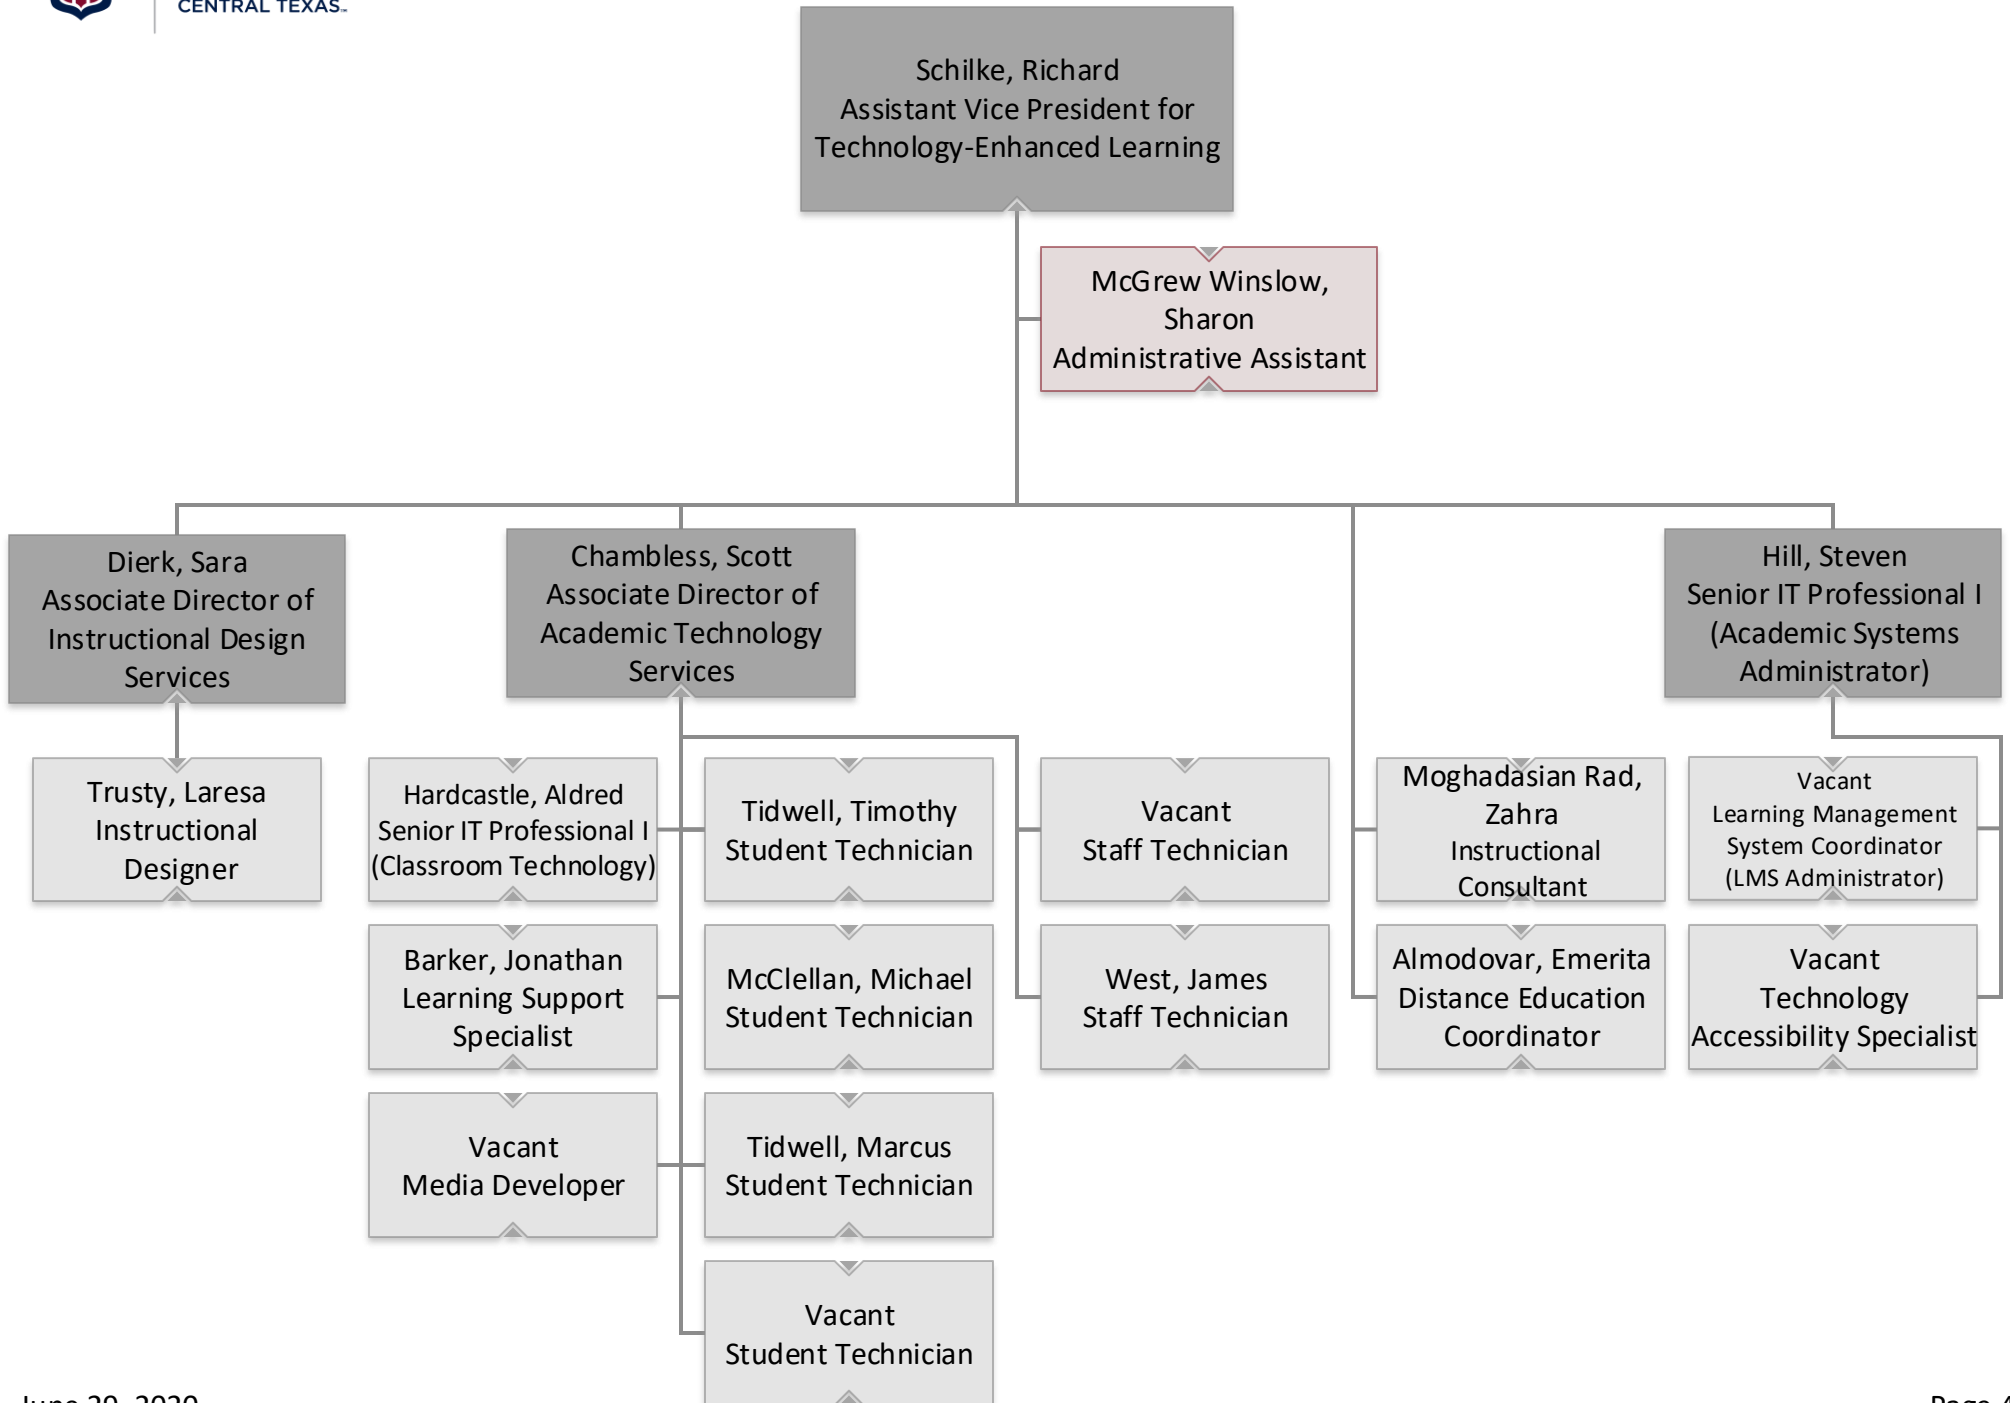 CENTRAL TEXAS™
Schilke, Richard
Assistant Vice President for
Technology-Enhanced Learning
McGrew Winslow,
Sharon
Administrative Assistant
Dierk, Sara
Associate Director of
Instructional Design
Services
Chambless, Scott
Associate Director of
Academic Technology
Services
Hill, Steven
Senior IT Professional I
(Academic Systems
Administrator)
Trusty, Laresa
Instructional
Designer
Hardcastle, Aldred
Senior IT Professional I
(Classroom Technology)
Tidwell, Timothy
Student Technician
Vacant
Staff Technician
Moghadasian Rad,
Zahra
Instructional
Consultant
Vacant
Learning Management
System Coordinator
(LMS Administrator)
Barker, Jonathan
Learning Support
Specialist
McClellan, Michael
Student Technician
West, James
Staff Technician
Almodovar, Emerita
Distance Education
Coordinator
Vacant
Technology
Accessibility Specialist
Vacant
Media Developer
Tidwell, Marcus
Student Technician
Vacant
Student Technician
Page 4